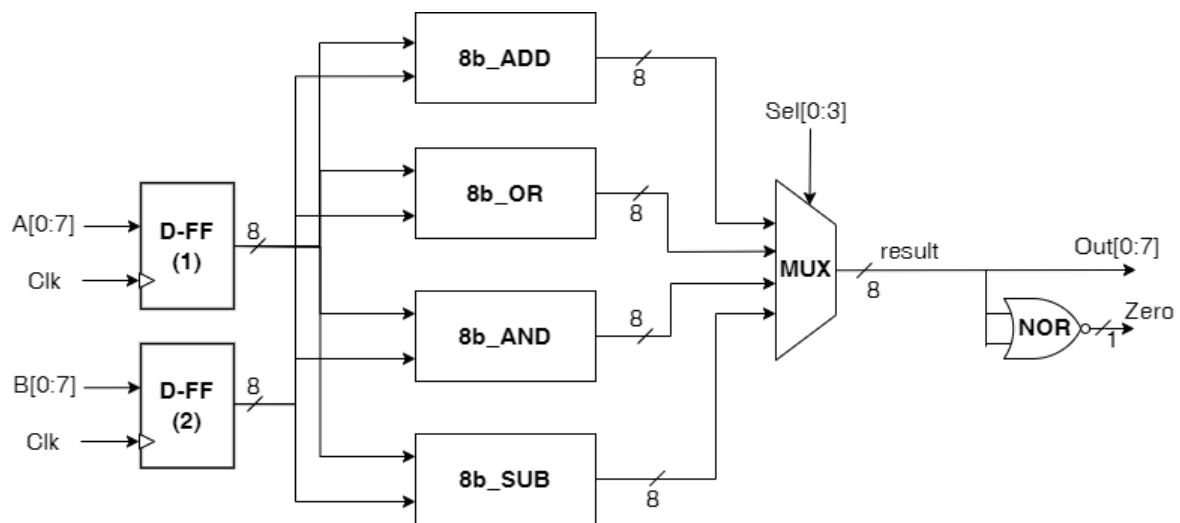 8b_ADD
8
Sel[0:3]
8b_OR
8
A[0:7]
D-FF
(1)
8
Clk
MUX
result
8
Out[0:7]
NOR
Zero
1
8b_AND
8
B[0:7]
D-FF
(2)
8
Clk
8b_SUB
8